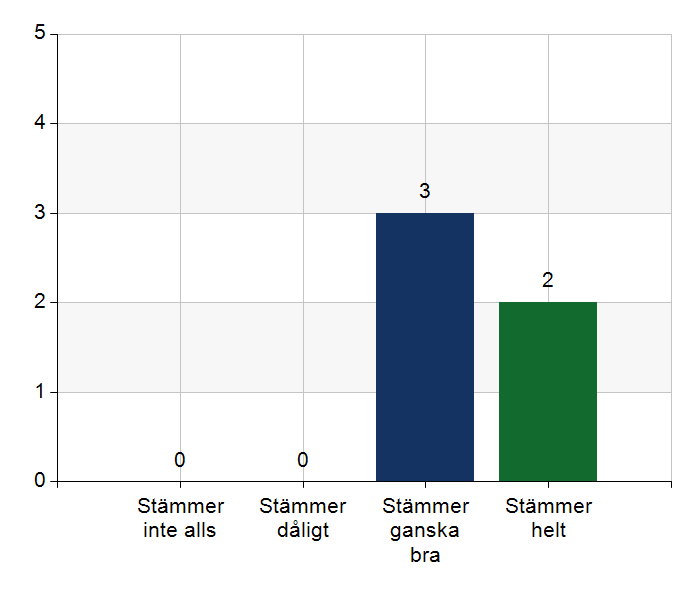 5
4
3
2
1
0
0
0
3
2
Stämmer
inte alls
Stämmer
dåligt
Stämmer
ganska
bra
Stämmer
helt